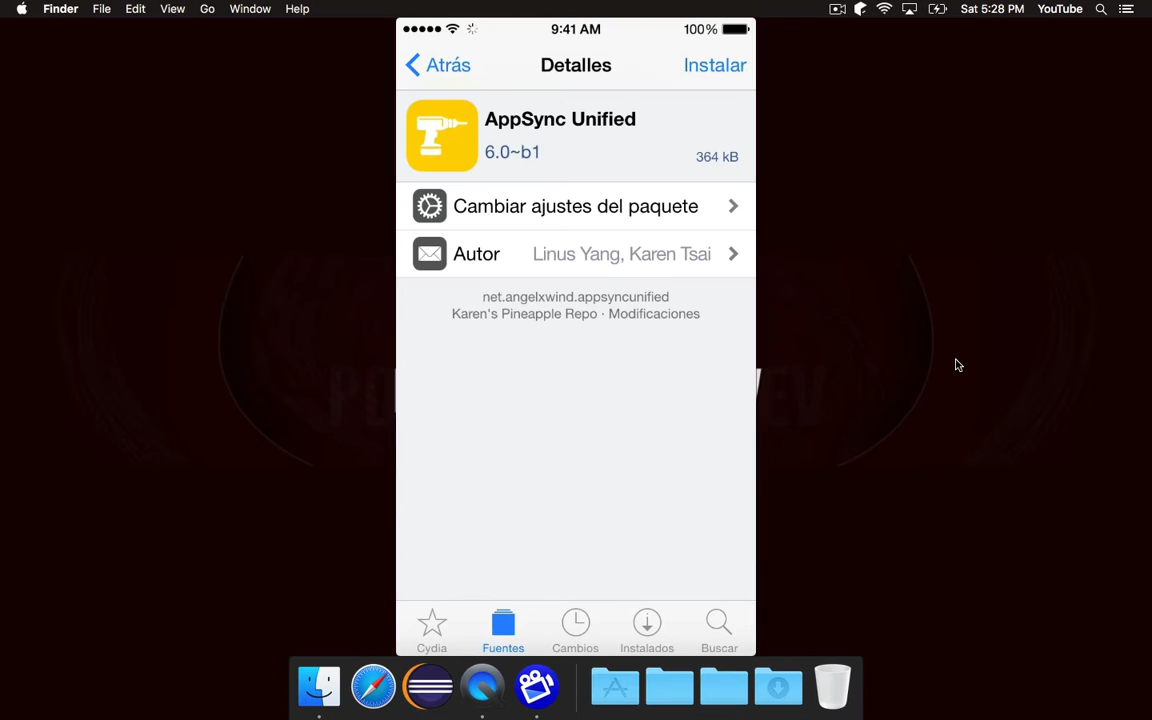 Finder File Edit View Go Window Help Sat 5:28 PM YouTube
9:41 AM 100%
Atrás Detalles Instalar
AppSync Unified
6.0~b1 364 kB
Cambiar ajustes del paquete
Autor Linus Yang, Karen Tsai
net.angelxwind.appsyncunified
Karen's Pineapple Repo · Modificaciones
Cydia Fuentes Cambios Instalados Buscar